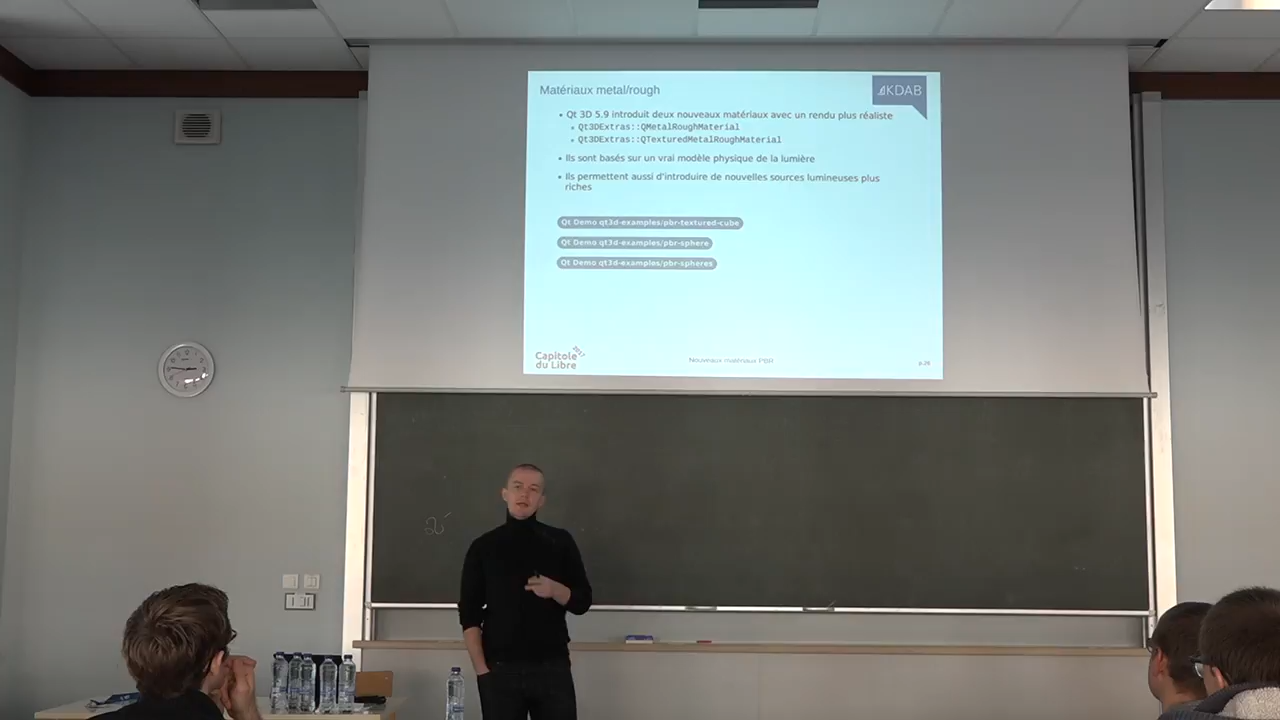 Matériaux metal/rough
KDAB
Qt 3D 5.9 introduit deux nouveaux matériaux avec un rendu plus réaliste
Qt3DExtras::QMetalRoughMaterial
Qt3DExtras::QTexturedMetalRoughMaterial
Ils sont basés sur un vrai modèle physique de la lumière
Ils permettent aussi d'introduire de nouvelles sources lumineuses plus
riches
Qt Demo qt3d-examples/pbr-textured-cube
Qt Demo qt3d-examples/pbr-sphere
Qt Demo qt3d-examples/pbr-spheres
Capitole 2017
du Libre
Nouveaux matériaux PBR